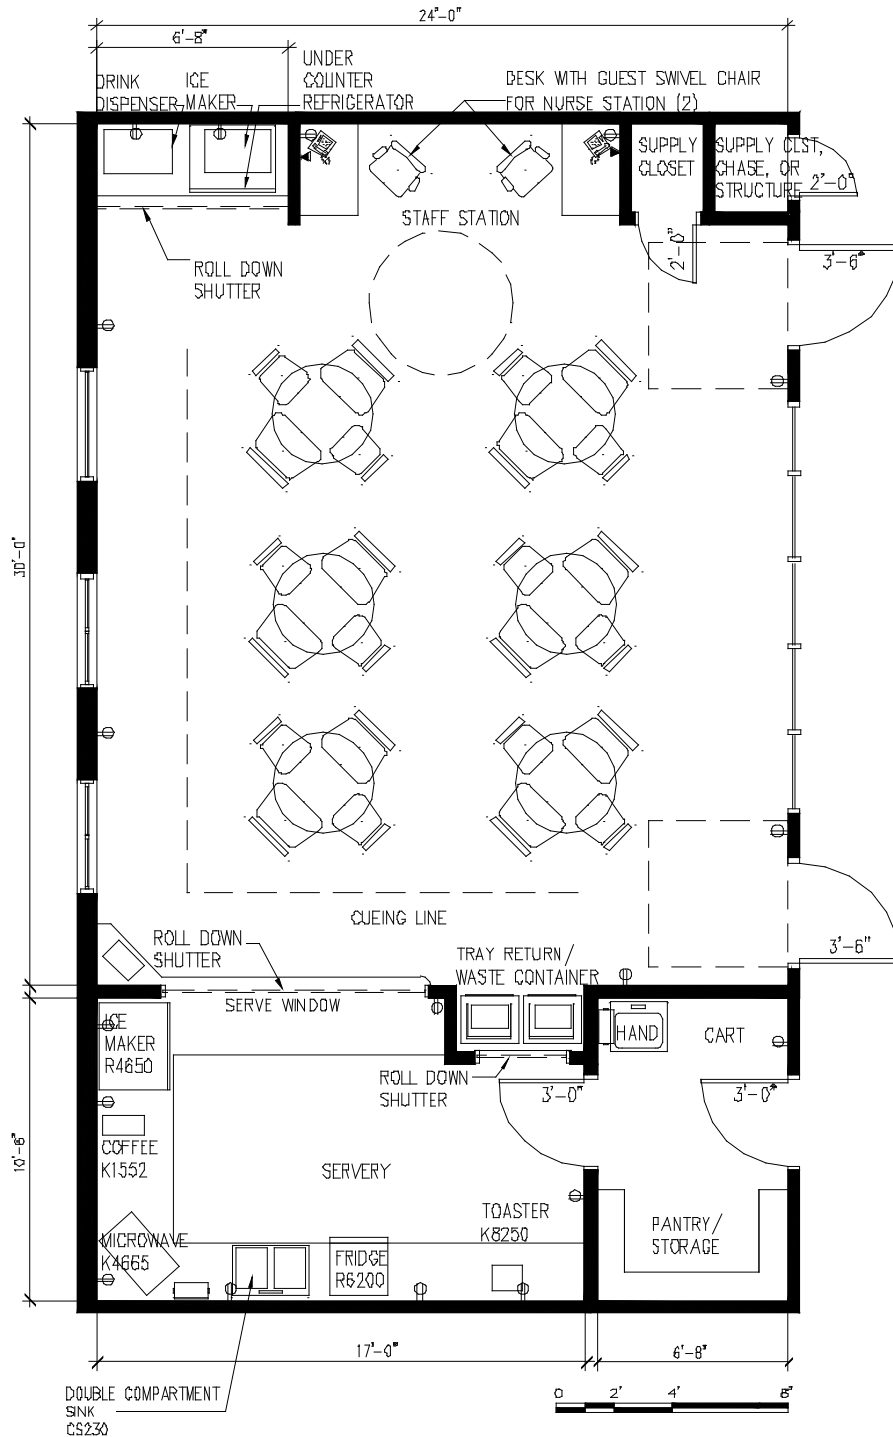 24'-0"
6'-8"
UNDER
COUNTER
REFRIGERATOR
DRINK
DISPENSER
ICE
MAKER
DESK WITH GUEST SWIVEL CHAIR
FOR NURSE STATION (2)
SUPPLY
CLOSET
SUPPLY CLST,
CHASE, OR
STRUCTURE
2'-0"
STAFF STATION
2'-0"
3'-6"
ROLL DOWN
SHUTTER
30'-0"
CUEING LINE
ROLL DOWN
SHUTTER
TRAY RETURN/
WASTE CONTAINER
3'-6"
SERVE WINDOW
ICE
MAKER
R4650
HAND
CART
ROLL DOWN
SHUTTER
3'-0"
3'-0"
10'-8"
COFFEE
K1552
SERVERY
TOASTER
K8250
PANTRY/
STORAGE
MICROWAVE
K4665
FRIDGE
R6200
17'-0"
6'-8"
DOUBLE COMPARTMENT
SINK
CS230
0 2' 4' 8'